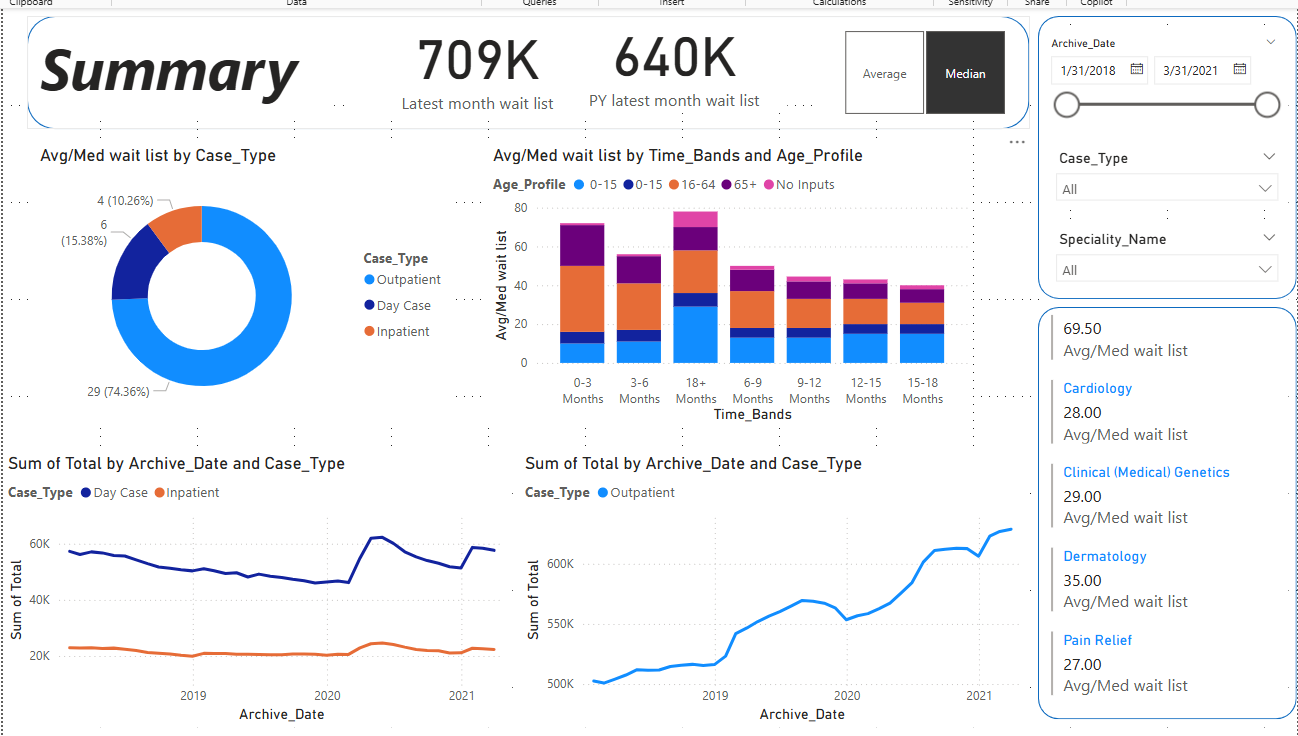 Clipboard
Data
Queries
Insert
Calculations
Sensitivity
Share
Copilot
Summary
709K
Latest month wait list
640K
PY latest month wait list
Average
Median
Archive_Date
1/31/2018
3/31/2021
Case_Type
All
Speciality_Name
All
Avg/Med wait list by Case_Type
4 (10.26%)
6
(15.38%)
29 (74.36%)
Case_Type
Outpatient
Day Case
Inpatient
Avg/Med wait list by Time_Bands and Age_Profile
Age_Profile 0-15 0-15 16-64 65+ No Inputs
Avg/Med wait list
80
60
40
20
0
0-3 Months
3-6 Months
18+ Months
6-9 Months
9-12 Months
12-15 Months
15-18 Months
Time_Bands
69.50
Avg/Med wait list
Cardiology
28.00
Avg/Med wait list
Clinical (Medical) Genetics
29.00
Avg/Med wait list
Dermatology
35.00
Avg/Med wait list
Pain Relief
27.00
Avg/Med wait list
Sum of Total by Archive_Date and Case_Type
Case_Type Day Case Inpatient
Sum of Total
60K
40K
20K
2019 2020 2021
Archive_Date
Sum of Total by Archive_Date and Case_Type
Case_Type Outpatient
Sum of Total
600K
550K
500K
2019 2020 2021
Archive_Date